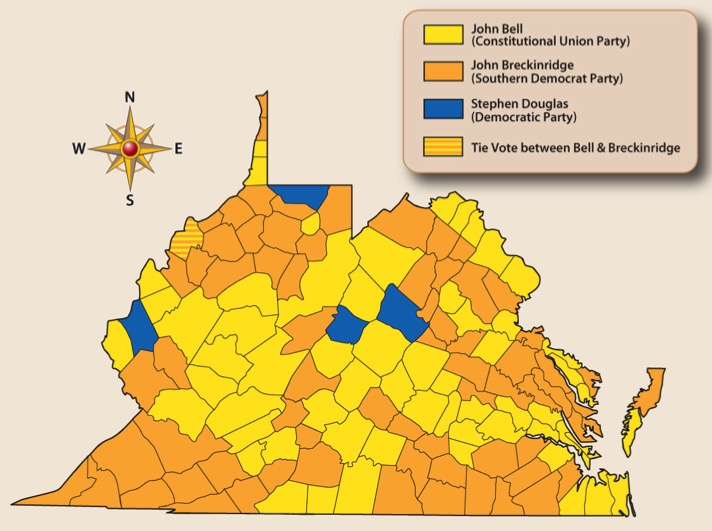 John Bell
(Constitutional Union Party)
John Breckinridge
(Southern Democrat Party)
Stephen Douglas
(Democratic Party)
Tie Vote between Bell & Breckinridge
N
W E
S